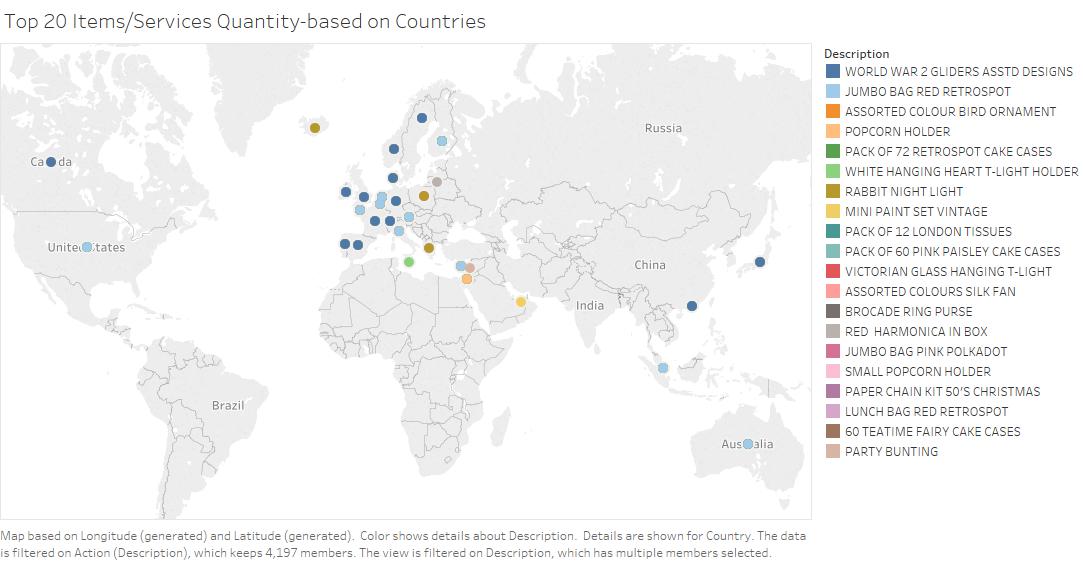 Top 20 Items/Services Quantity-based on Countries
Description
WORLD WAR 2 GLIDERS ASSTD DESIGNS
JUMBO BAG RED RETROSPOT
ASSORTED COLOUR BIRD ORNAMENT
POPCORN HOLDER
PACK OF 72 RETROSPOT CAKE CASES
WHITE HANGING HEART T-LIGHT HOLDER
RABBIT NIGHT LIGHT
MINI PAINT SET VINTAGE
PACK OF 12 LONDON TISSUES
PACK OF 60 PINK PAISLEY CAKE CASES
VICTORIAN GLASS HANGING T-LIGHT
ASSORTED COLOURS SILK FAN
BROCADE RING PURSE
RED  HARMONICA IN BOX
JUMBO BAG PINK POLKADOT
SMALL POPCORN HOLDER
PAPER CHAIN KIT 50'S CHRISTMAS
LUNCH BAG RED RETROSPOT
60 TEATIME FAIRY CAKE CASES
PARTY BUNTING
Russia
Canada
United States
China
India
Brazil
Australia
Map based on Longitude (generated) and Latitude (generated).  Color shows details about Description.  Details are shown for Country. The data
is filtered on Action (Description), which keeps 4,197 members. The view is filtered on Description, which has multiple members selected.